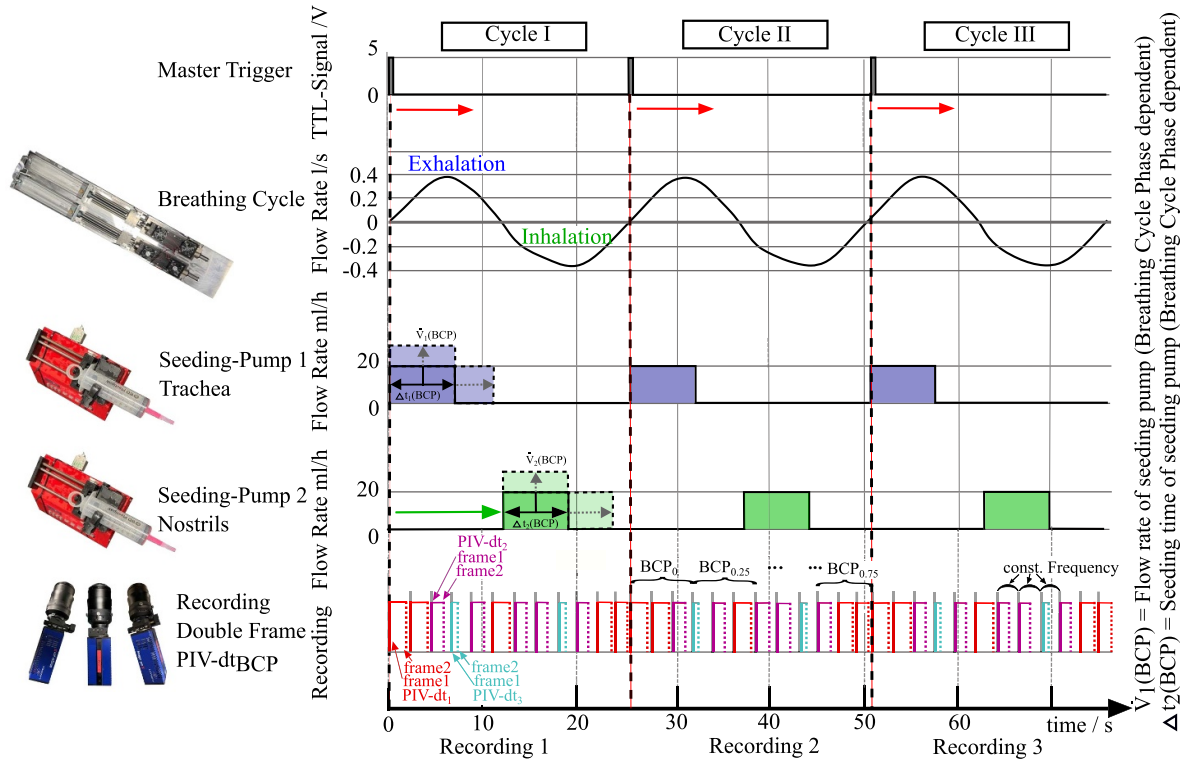 Cycle I
Cycle II
Cycle III
TTL-Signal /V
5
0
Master Trigger
Flow Rate l/s
0.4
0.2
0
-0.2
-0.4
Breathing Cycle
Exhalation
Inhalation
Flow Rate ml/h
20
0
Seeding-Pump 1
Trachea
V̇₁(BCP)
Δt₁(BCP)
Flow Rate ml/h
20
0
Seeding-Pump 2
Nostrils
V̇₂(BCP)
Δt₂(BCP)
Recording
Recording
Double Frame
PIV-dtBCP
PIV-dt₂
frame1
frame2
BCP₀
BCP₀.₂₅
... ...
BCP₀.₇₅
const. Frequency
frame2
frame1
PIV-dt₁
frame2
frame1
PIV-dt₃
0
10
20
30
40
50
60
time / s
Recording 1
Recording 2
Recording 3
V̇₁(BCP) = Flow rate of seeding pump (Breathing Cycle Phase dependent)
Δt₂(BCP) = Seeding time of seeding pump (Breathing Cycle Phase dependent)